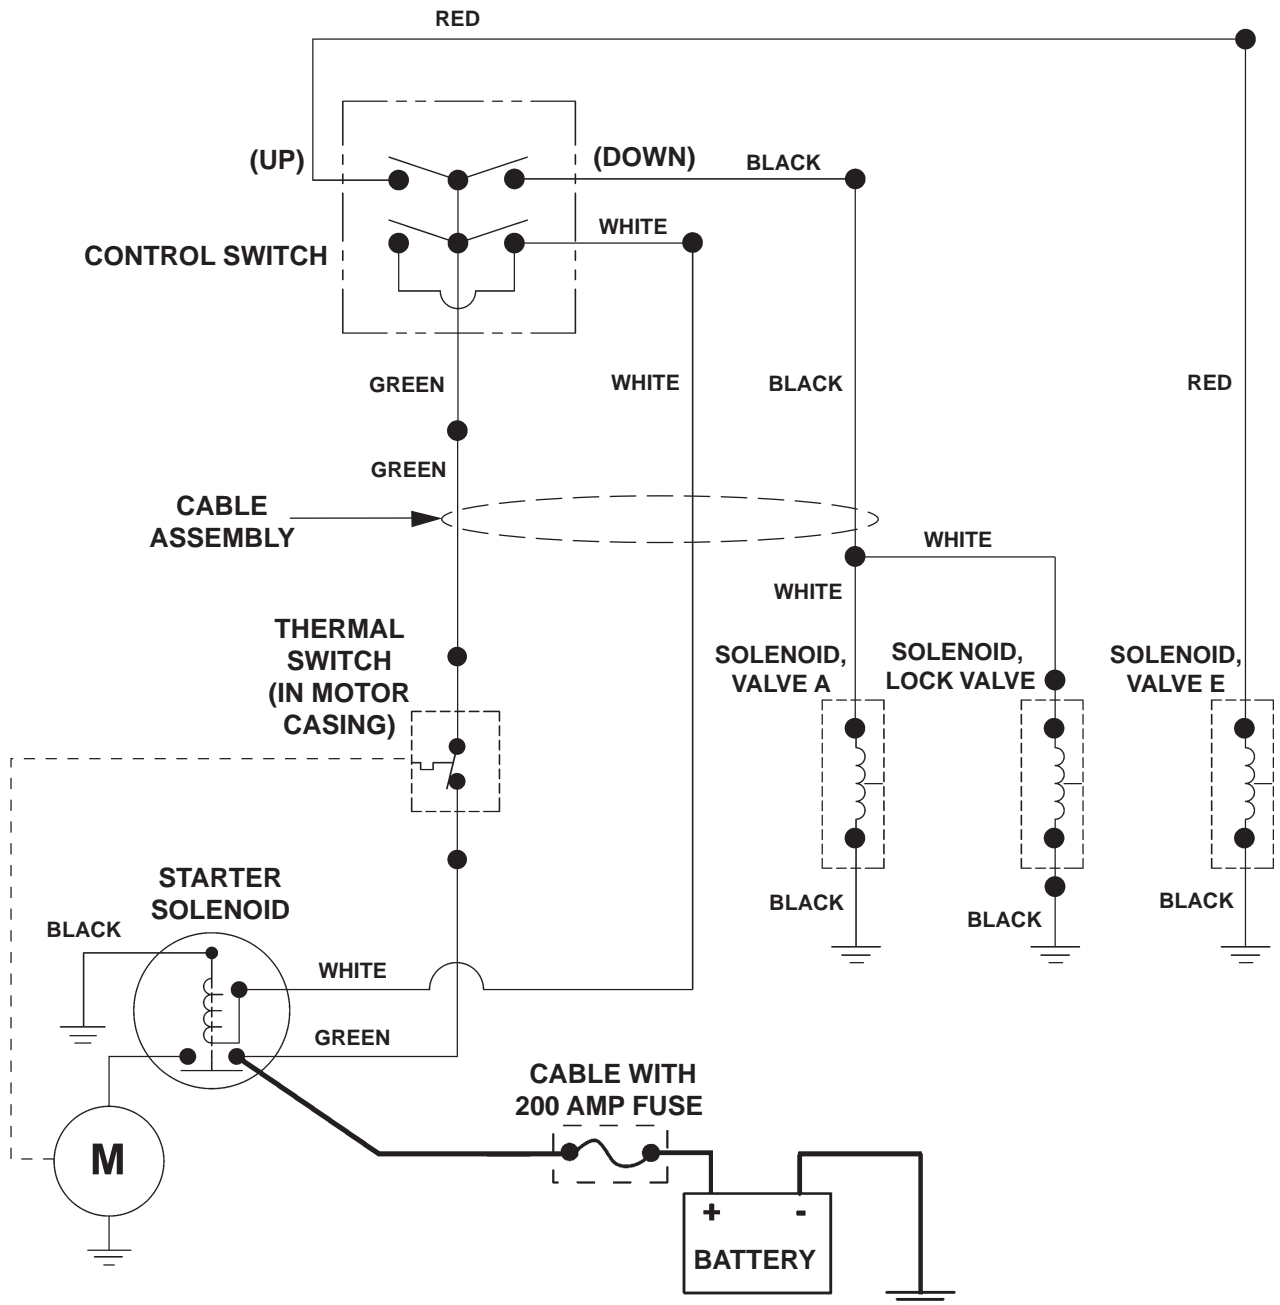 RED
(UP)
(DOWN)
BLACK
WHITE
CONTROL SWITCH
GREEN
WHITE
BLACK
RED
GREEN
CABLE
ASSEMBLY
WHITE
WHITE
THERMAL
SWITCH
(IN MOTOR
CASING)
SOLENOID,
VALVE A
SOLENOID,
LOCK VALVE
SOLENOID,
VALVE E
STARTER
SOLENOID
BLACK
BLACK
BLACK
BLACK
WHITE
GREEN
CABLE WITH
200 AMP FUSE
M
+ -
BATTERY